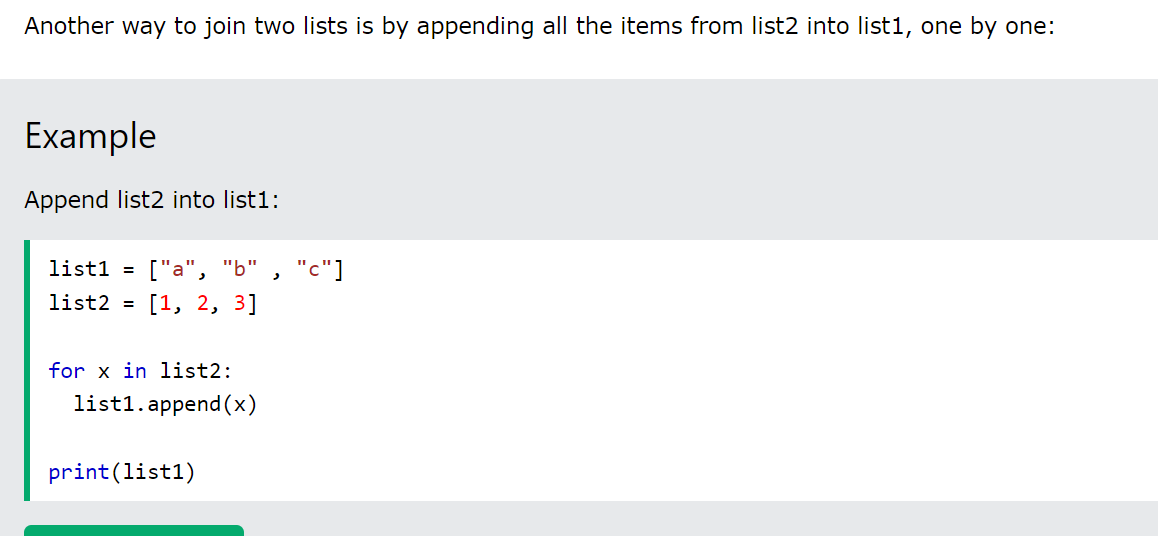 Another way to join two lists is by appending all the items from list2 into list1, one by one:
Example
Append list2 into list1:
list1 = ["a", "b" , "c"]
list2 = [1, 2, 3]
for x in list2:
  list1.append(x)
print(list1)